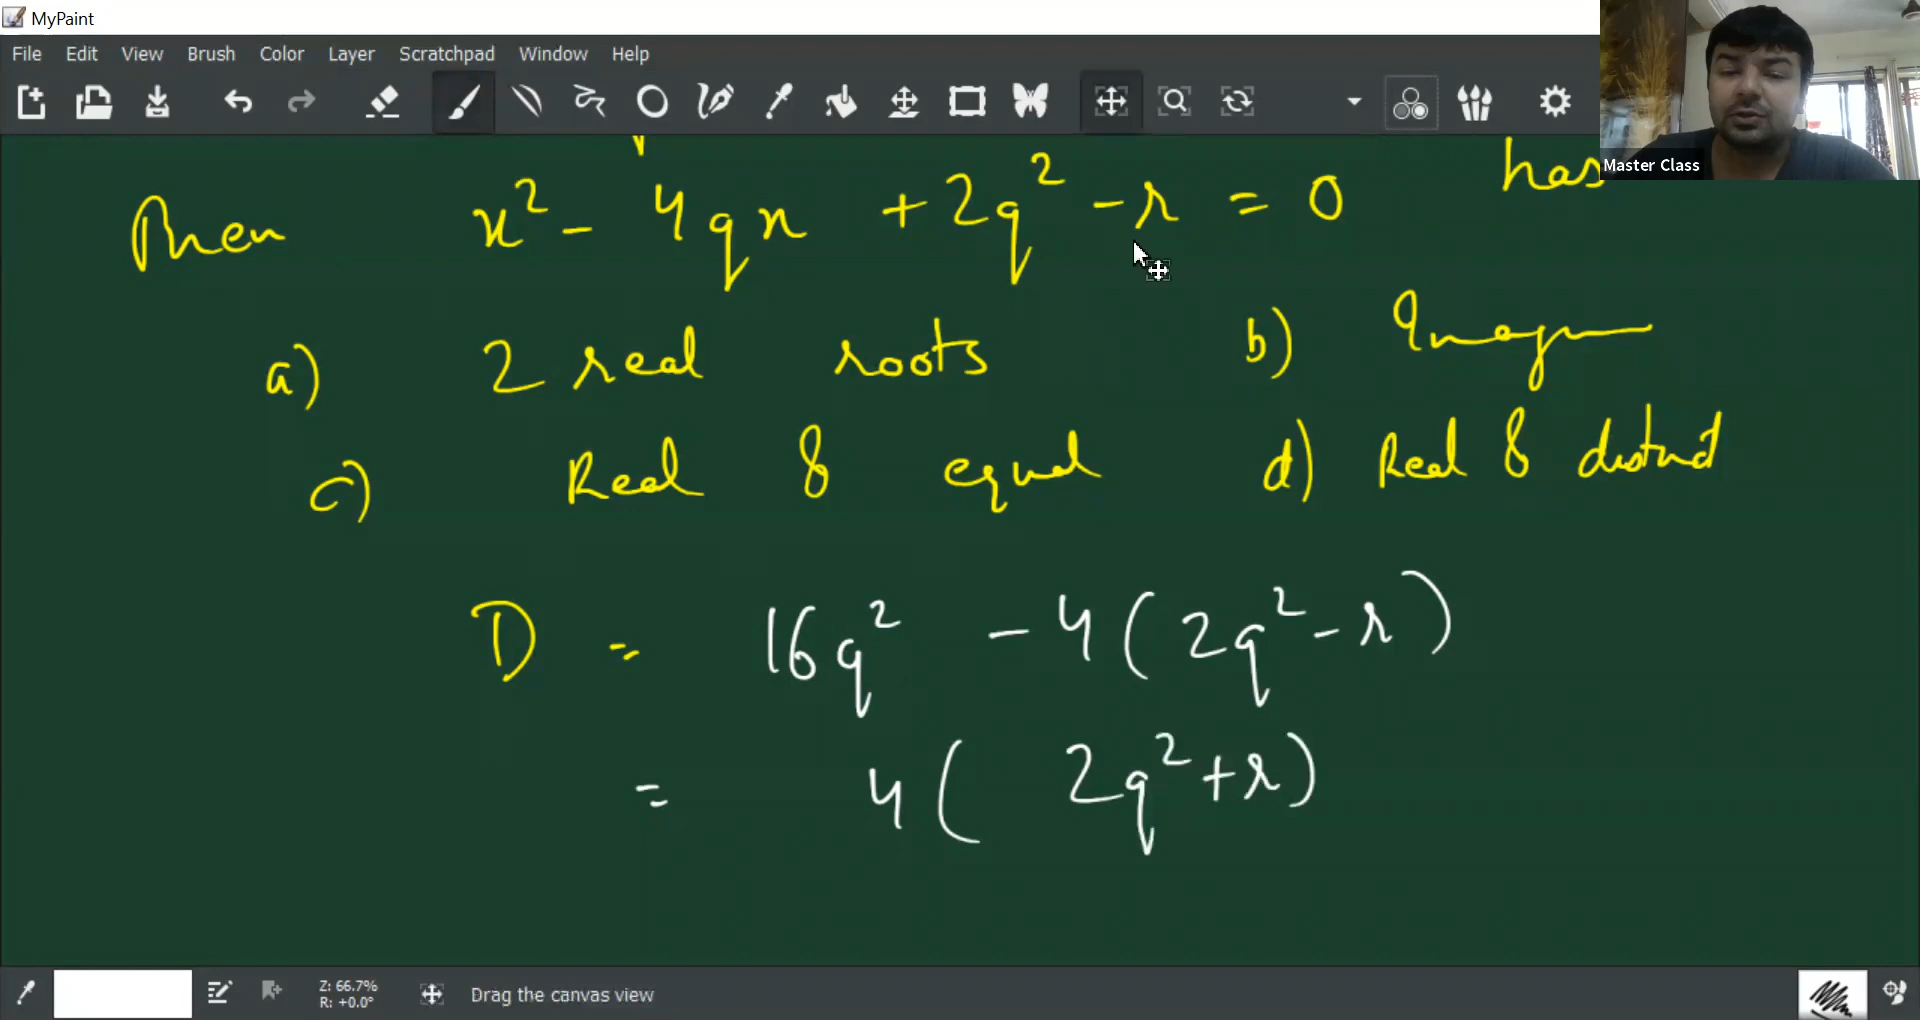 MyPaint
File Edit View Brush Color Layer Scratchpad Window Help
Master Class
Then x² - 4qx + 2q² - r = 0 has
a) 2 real roots b) Imagin
c) Real & equal d) Real & distinct
D = 16q² - 4(2q² - r)
= 4( 2q² + r)
Z: 66.7%
R: +0.0°
Drag the canvas view